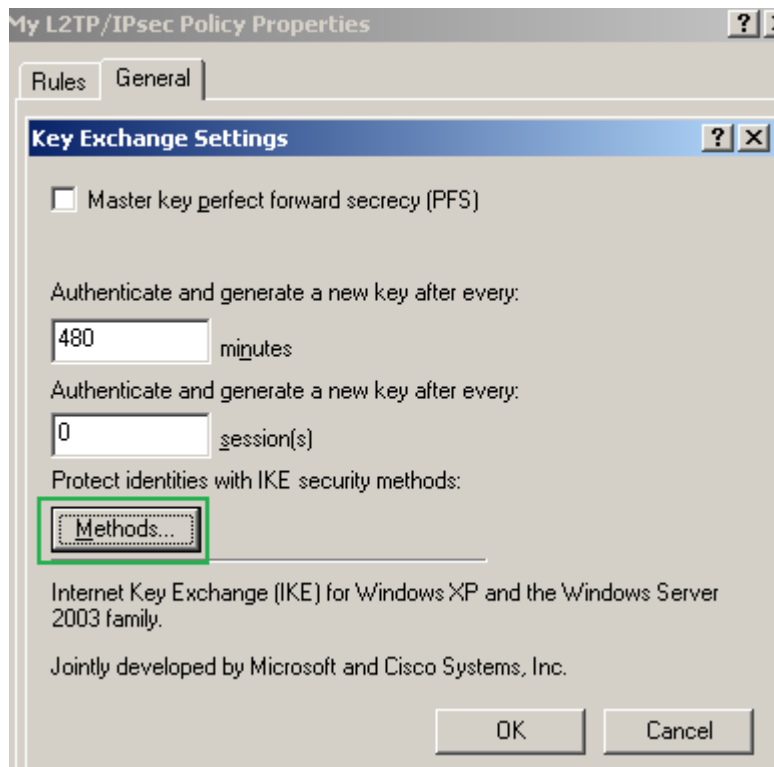 My L2TP/IPsec Policy Properties
Rules General
Key Exchange Settings
Master key perfect forward secrecy (PFS)
Authenticate and generate a new key after every:
480 minutes
Authenticate and generate a new key after every:
0 session(s)
Protect identities with IKE security methods:
Methods...
Internet Key Exchange (IKE) for Windows XP and the Windows Server
2003 family.
Jointly developed by Microsoft and Cisco Systems, Inc.
OK Cancel